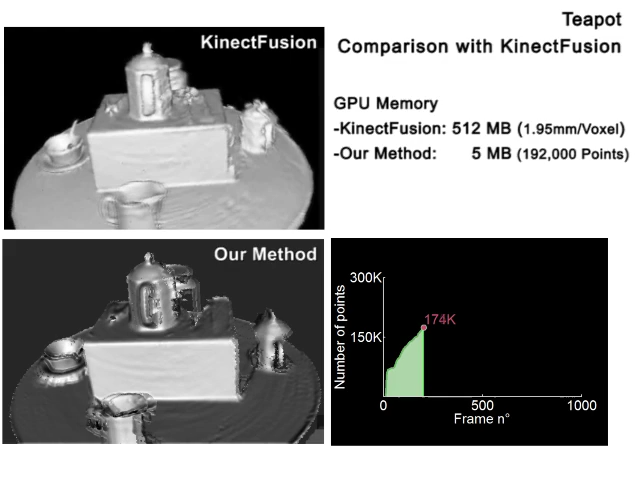 Teapot
Comparison with KinectFusion
KinectFusion
GPU Memory
-KinectFusion: 512 MB (1.95mm/Voxel)
-Our Method: 5 MB (192,000 Points)
Our Method
300K
150K
174K
Number of points
0
500
1000
Frame n°